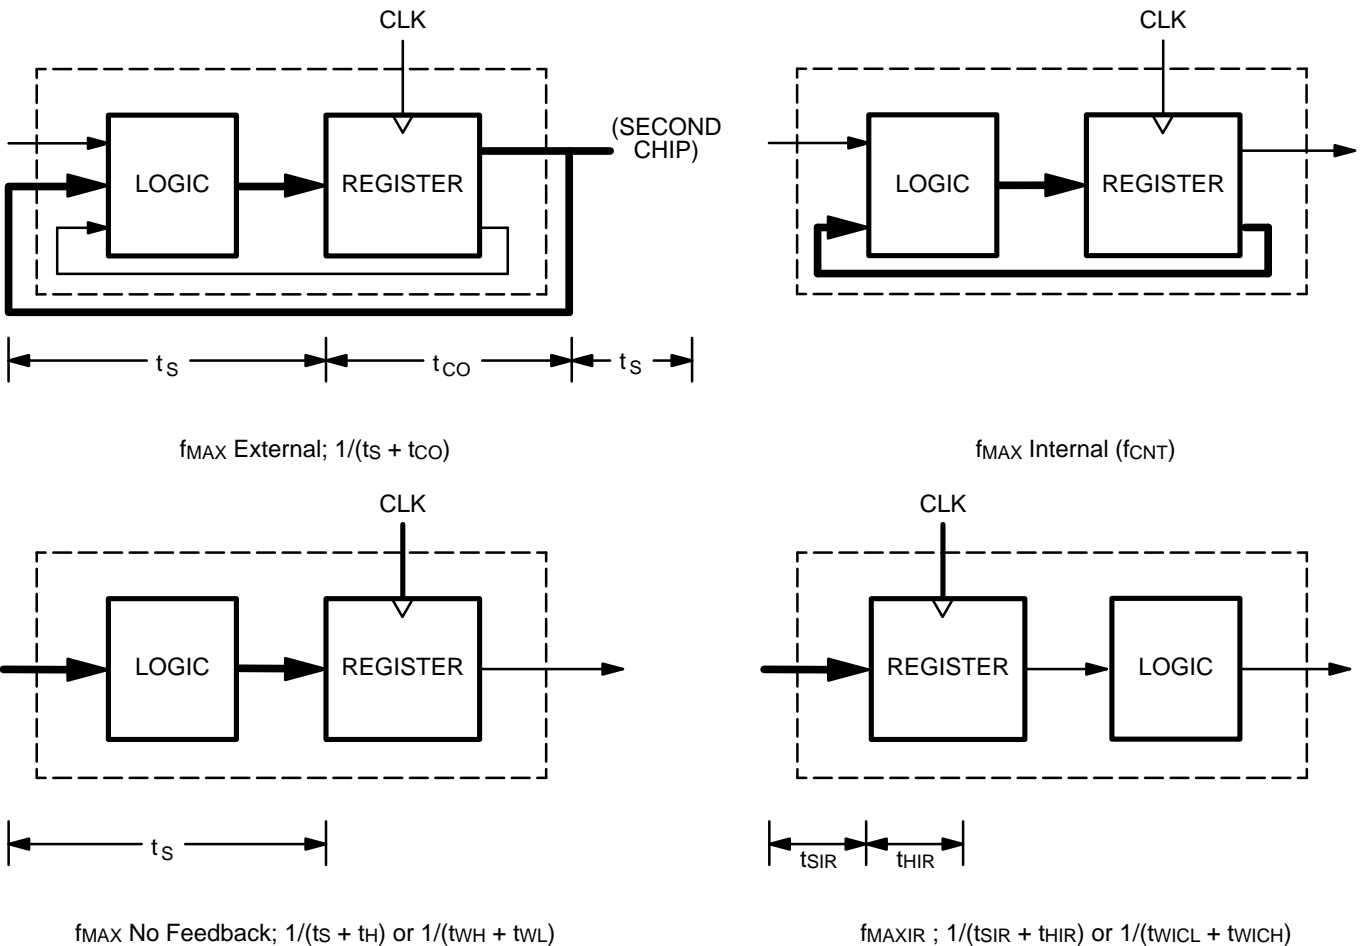 CLK
CLK
(SECOND
CHIP)
LOGIC
REGISTER
LOGIC
REGISTER
tS
tCO
tS
fMAX External; 1/(tS + tCO)
fMAX Internal (fCNT)
CLK
CLK
LOGIC
REGISTER
REGISTER
LOGIC
tS
tSIR
tHIR
fMAX No Feedback; 1/(tS + tH) or 1/(tWH + tWL)
fMAXIR ; 1/(tSIR + tHIR) or 1/(tWICL + tWICH)